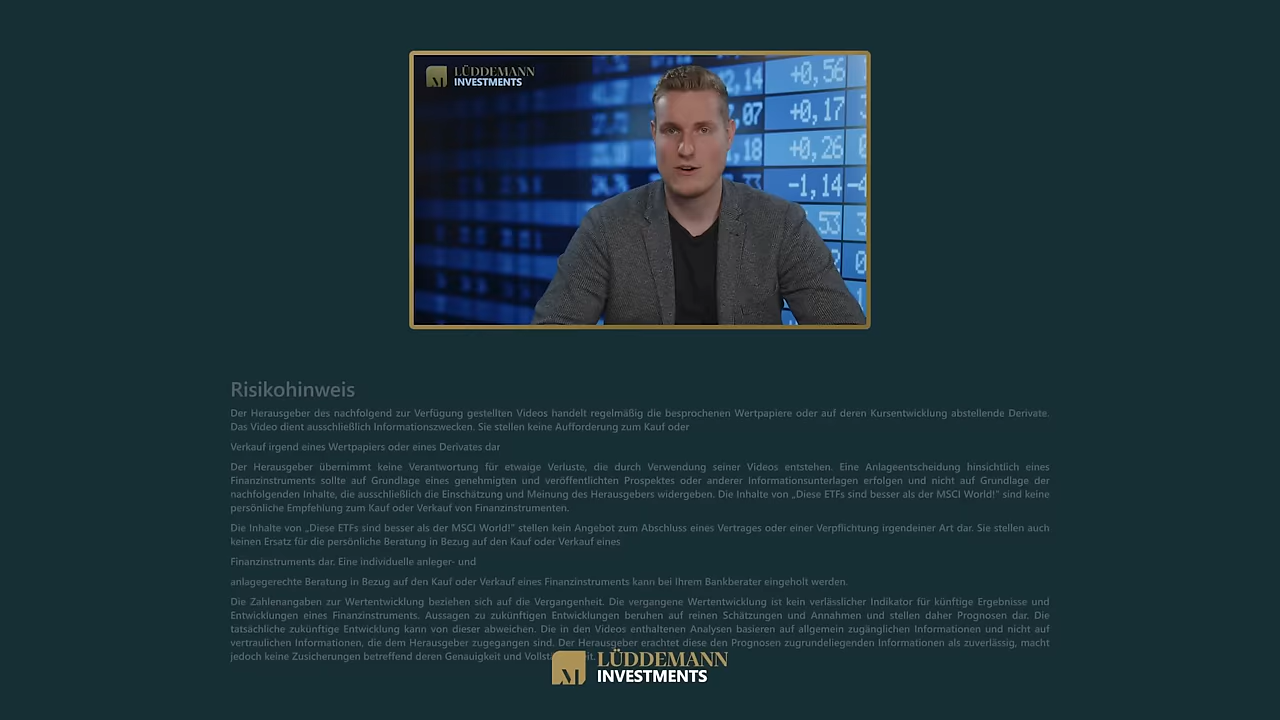 LÜDDEMANN
INVESTMENTS
2,14
+0,56
,07
+0,17
,18
+0,26
-1,14
-4
,53
Risikohinweis
Der Herausgeber des nachfolgend zur Verfügung gestellten Videos handelt regelmäßig die besprochenen Wertpapiere oder auf deren Kursentwicklung abstellende Derivate.
Das Video dient ausschließlich Informationszwecken. Sie stellen keine Aufforderung zum Kauf oder
Verkauf irgend eines Wertpapiers oder eines Derivates dar
Der Herausgeber übernimmt keine Verantwortung für etwaige Verluste, die durch Verwendung seiner Videos entstehen. Eine Anlageentscheidung hinsichtlich eines
Finanzinstruments sollte auf Grundlage eines genehmigten und veröffentlichten Prospektes oder anderer Informationsunterlagen erfolgen und nicht auf Grundlage der
nachfolgenden Inhalte, die ausschließlich die Einschätzung und Meinung des Herausgebers widergeben. Die Inhalte von „Diese ETFs sind besser als der MSCI World!" sind keine
persönliche Empfehlung zum Kauf oder Verkauf von Finanzinstrumenten.
Die Inhalte von „Diese ETFs sind besser als der MSCI World!" stellen kein Angebot zum Abschluss eines Vertrages oder einer Verpflichtung irgendeiner Art dar. Sie stellen auch
keinen Ersatz für die persönliche Beratung in Bezug auf den Kauf oder Verkauf eines
Finanzinstruments dar. Eine individuelle anleger- und
anlagegerechte Beratung in Bezug auf den Kauf oder Verkauf eines Finanzinstruments kann bei Ihrem Bankberater eingeholt werden.
Die Zahlenangaben zur Wertentwicklung beziehen sich auf die Vergangenheit. Die vergangene Wertentwicklung ist kein verlässlicher Indikator für künftige Ergebnisse und
Entwicklungen eines Finanzinstruments. Aussagen zu zukünftigen Entwicklungen beruhen auf reinen Schätzungen und Annahmen und stellen daher Prognosen dar. Die
tatsächliche zukünftige Entwicklung kann von dieser abweichen. Die in den Videos enthaltenen Analysen basieren auf allgemein zugänglichen Informationen und nicht auf
vertraulichen Informationen, die dem Herausgeber zugegangen sind. Der Herausgeber erachtet diese den Prognosen zugrundeliegenden Informationen als zuverlässig, macht
jedoch keine Zusicherungen betreffend deren Genauigkeit und
LÜDDEMANN
INVESTMENTS